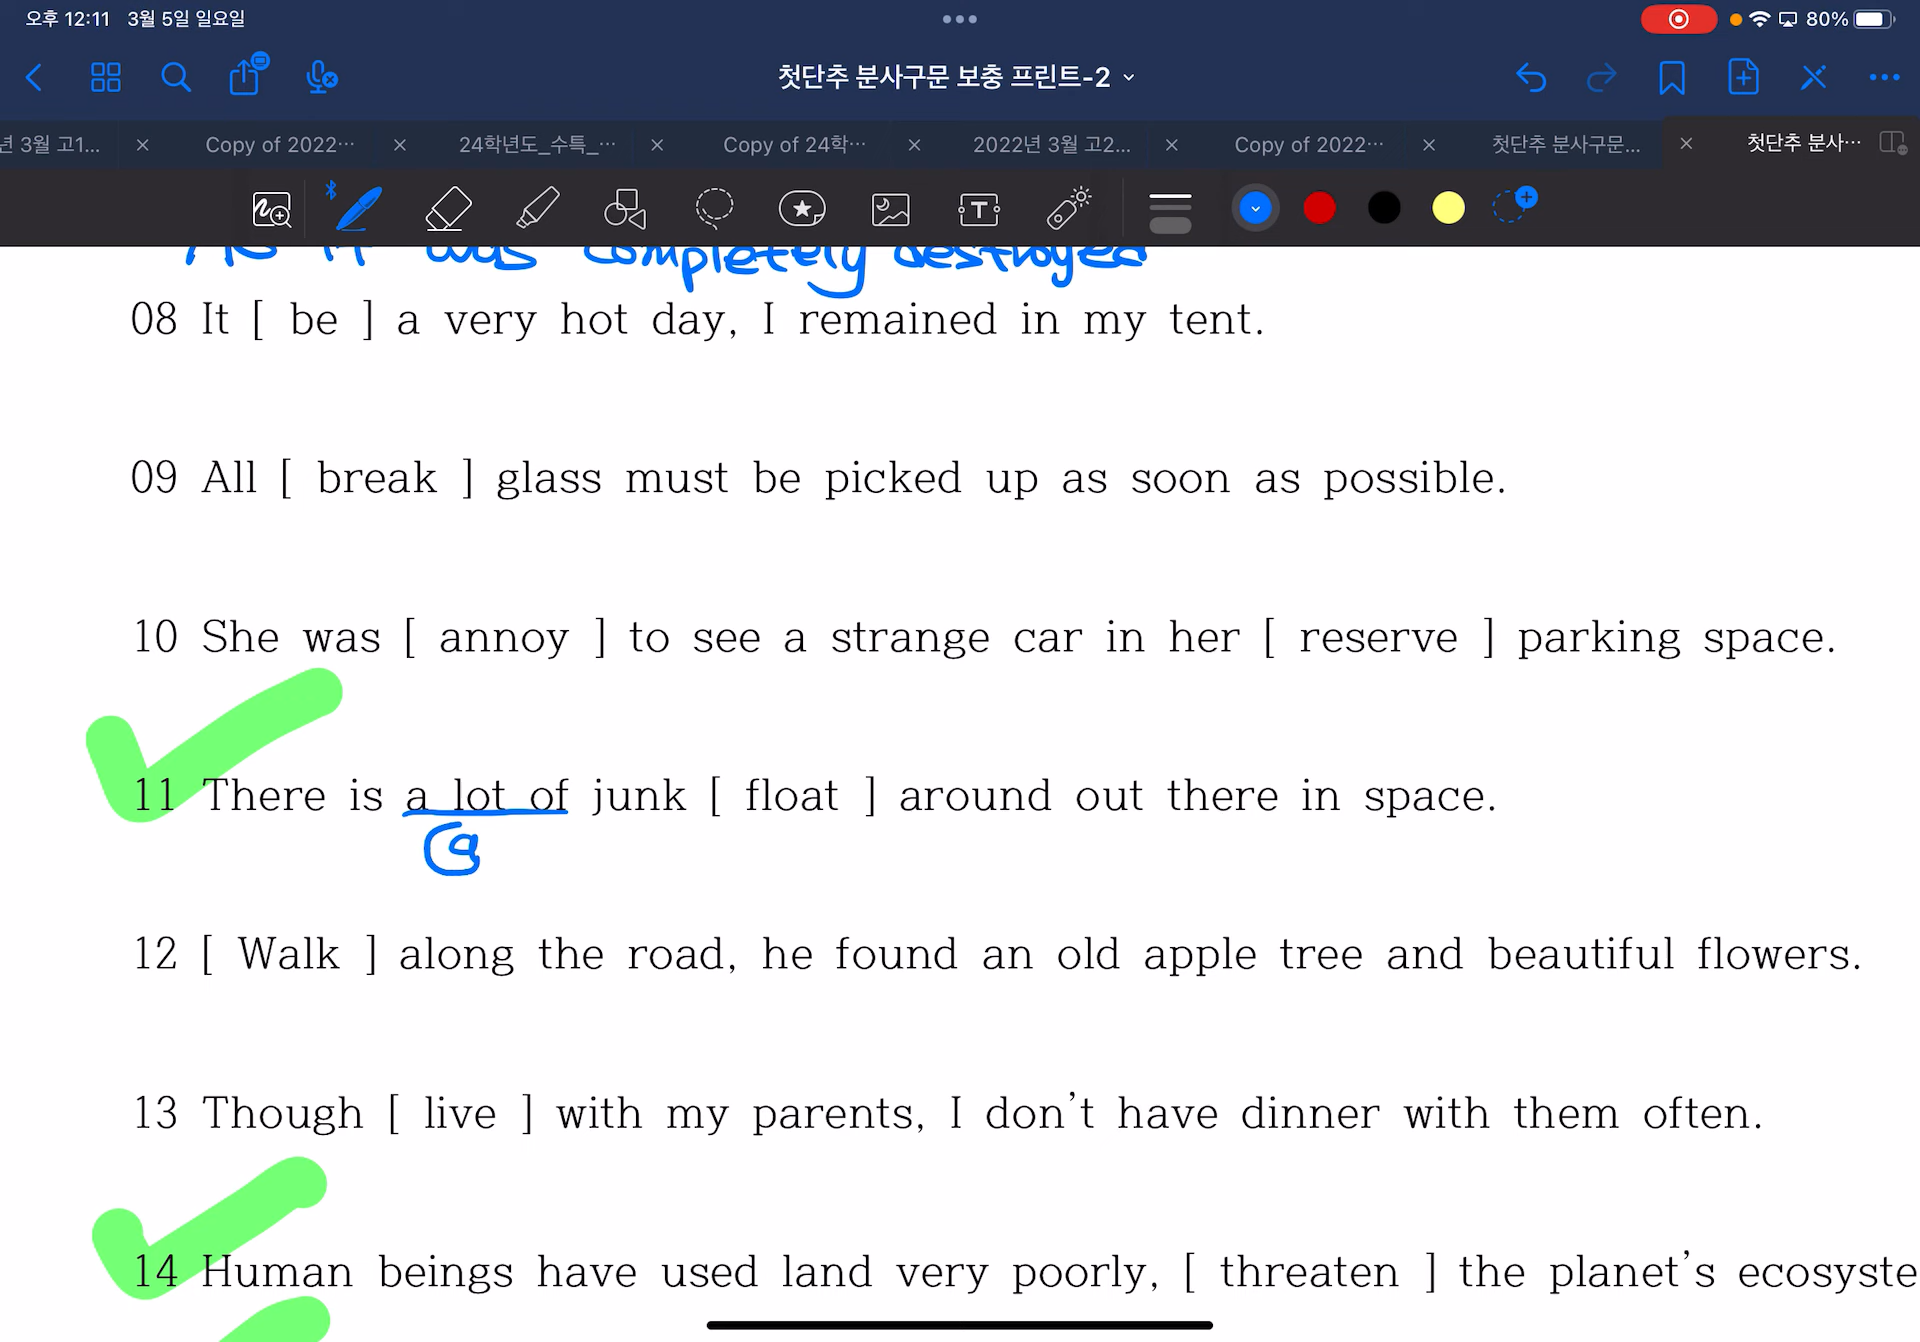 오후 12:11 3월 5일 일요일
80%
첫단추 분사구문 보충 프린트-2
년 3월 고1...
Copy of 2022…
24학년도_수특_…
Copy of 24학…
2022년 3월 고2...
Copy of 2022…
첫단추 분사구문...
첫단추 분사…
As it was completely destroyed
08 It [ be ] a very hot day, I remained in my tent.
09 All [ break ] glass must be picked up as soon as possible.
10 She was [ annoy ] to see a strange car in her [ reserve ] parking space.
11 There is a lot of junk [ float ] around out there in space.
12 [ Walk ] along the road, he found an old apple tree and beautiful flowers.
13 Though [ live ] with my parents, I don't have dinner with them often.
14 Human beings have used land very poorly, [ threaten ] the planet's ecosyste